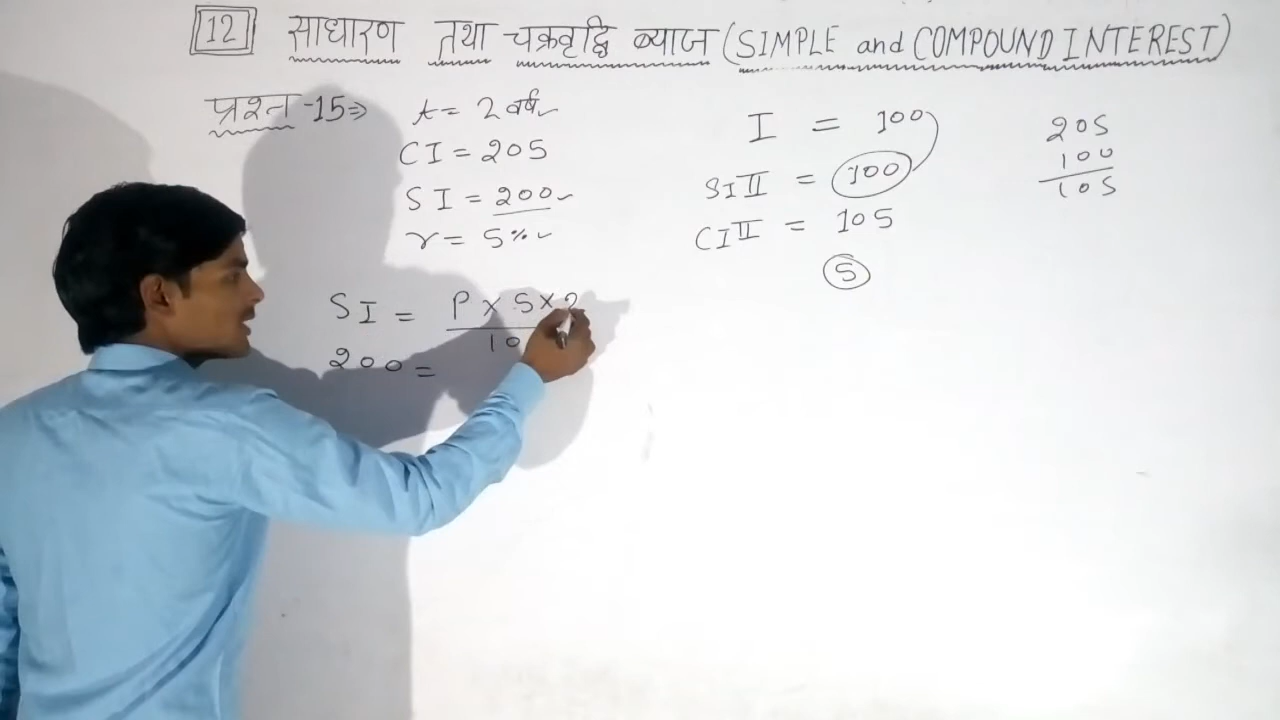 12 साधारण तथा चक्रवृद्धि ब्याज (SIMPLE and COMPOUND INTEREST)
प्रश्न -15⇒ t = 2 वर्ष
CI = 205
SI = 200
r = 5%
SI = P × 5 × 2
10
200 =
I = 100
SI II = 100
CI II = 105
5
205
100
105